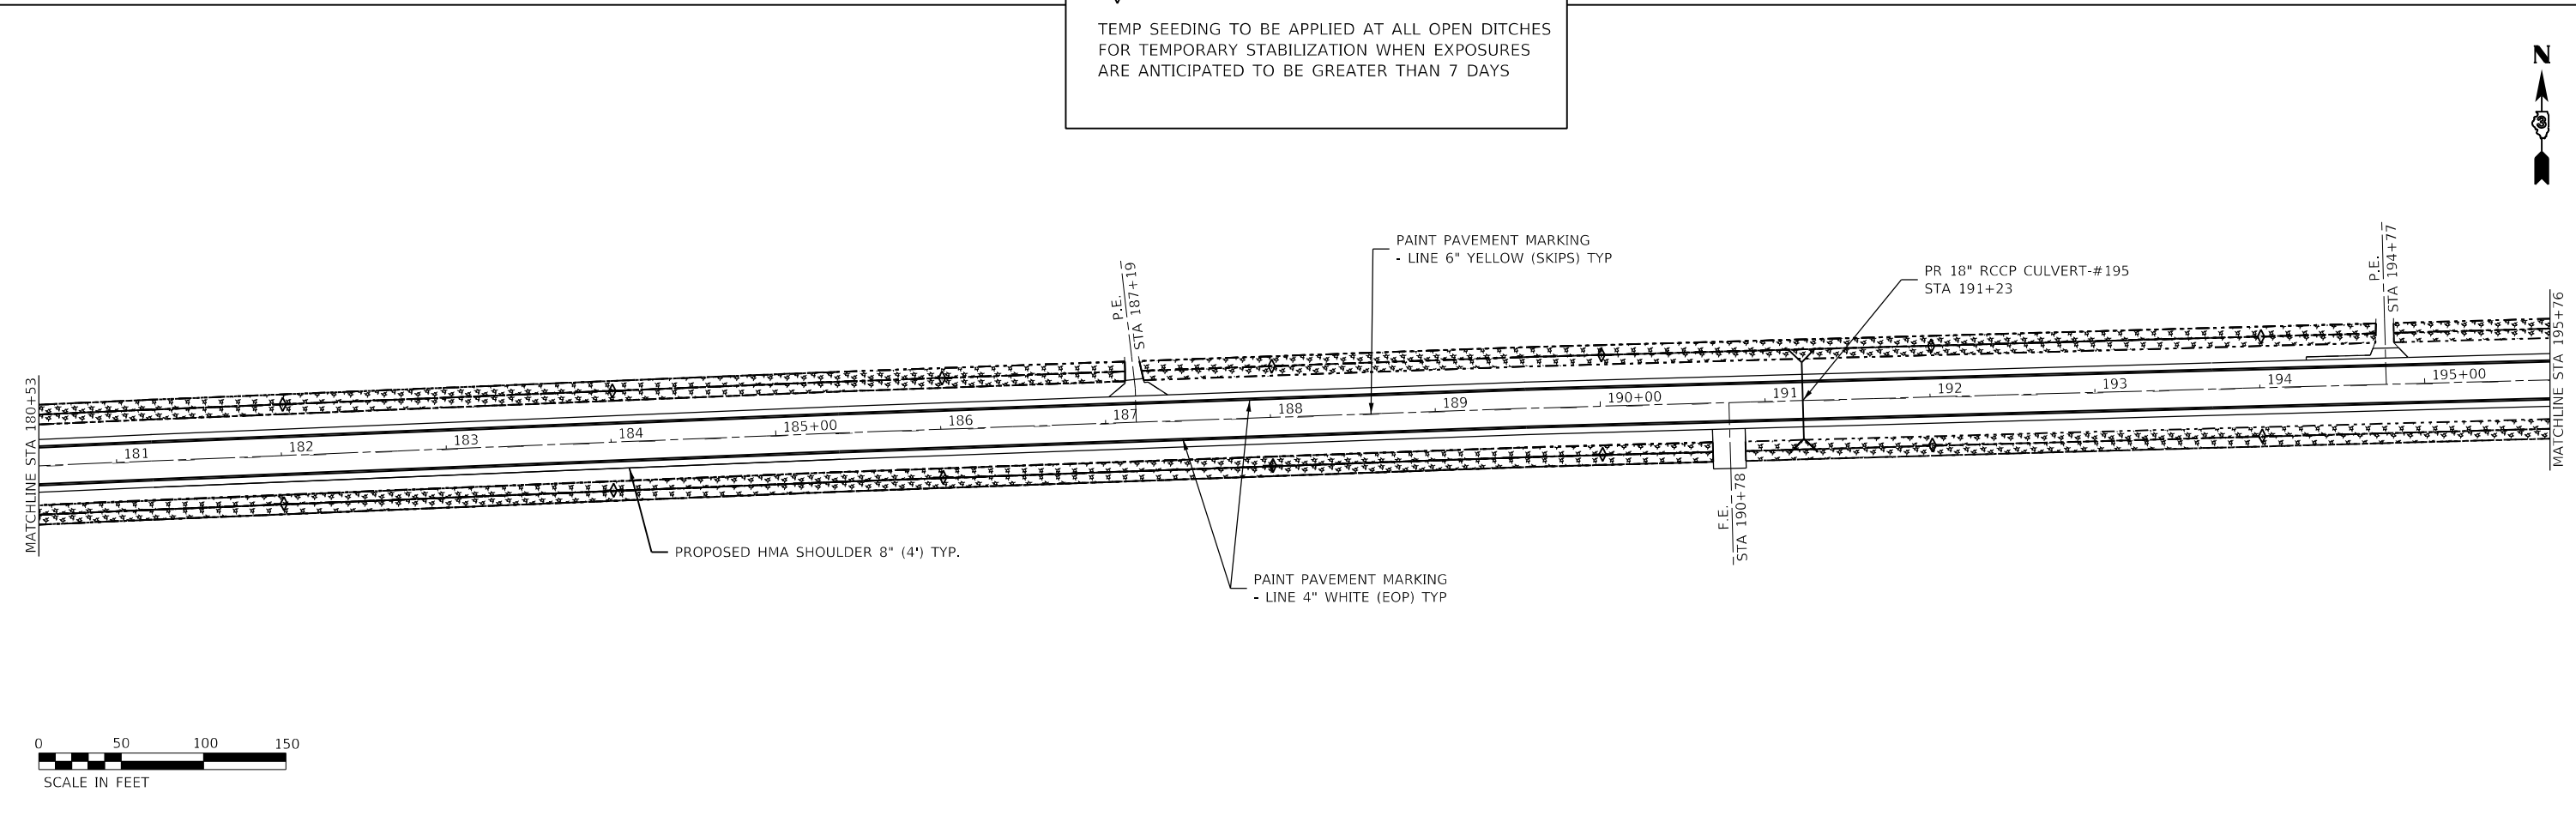 TEMP SEEDING TO BE APPLIED AT ALL OPEN DITCHES
FOR TEMPORARY STABILIZATION WHEN EXPOSURES
ARE ANTICIPATED TO BE GREATER THAN 7 DAYS
N
3
PAINT PAVEMENT MARKING
- LINE 6" YELLOW (SKIPS) TYP
PR 18" RCCP CULVERT-#195
STA 191+23
P.E.
STA 187+19
P.E.
STA 194+77
MATCHLINE STA 180+53
181
182
183
184
185+00
186
187
188
189
190+00
191
192
193
194
195+00
MATCHLINE STA 195+76
F.E.
STA 190+78
PROPOSED HMA SHOULDER 8" (4') TYP.
PAINT PAVEMENT MARKING
- LINE 4" WHITE (EOP) TYP
0 50 100 150
SCALE IN FEET